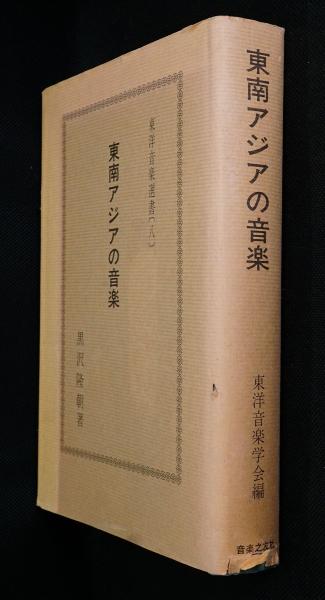 東洋音楽選書〔八〕
東南アジアの音楽
黒沢隆朝著
東南アジアの音楽
東洋音楽学会編
音楽之友社